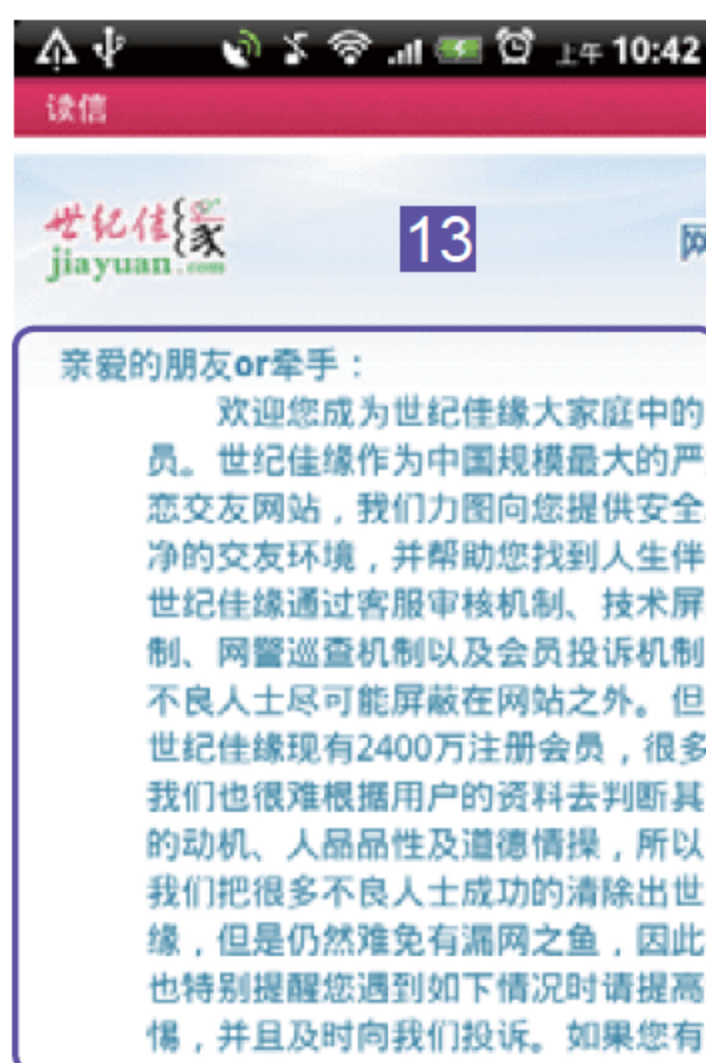 上午 10:42
读信
世纪佳缘
jiayuan.com
13
网
亲爱的朋友or牵手：
欢迎您成为世纪佳缘大家庭中的
员。世纪佳缘作为中国规模最大的严
恋交友网站，我们力图向您提供安全
净的交友环境，并帮助您找到人生伴
世纪佳缘通过客服审核机制、技术屏
制、网警巡查机制以及会员投诉机制
不良人士尽可能屏蔽在网站之外。但
世纪佳缘现有2400万注册会员，很多
我们也很难根据用户的资料去判断其
的动机、人品品性及道德情操，所以
我们把很多不良人士成功的清除出世
缘，但是仍然难免有漏网之鱼，因此
也特别提醒您遇到如下情况时请提高
惕，并且及时向我们投诉。如果您有